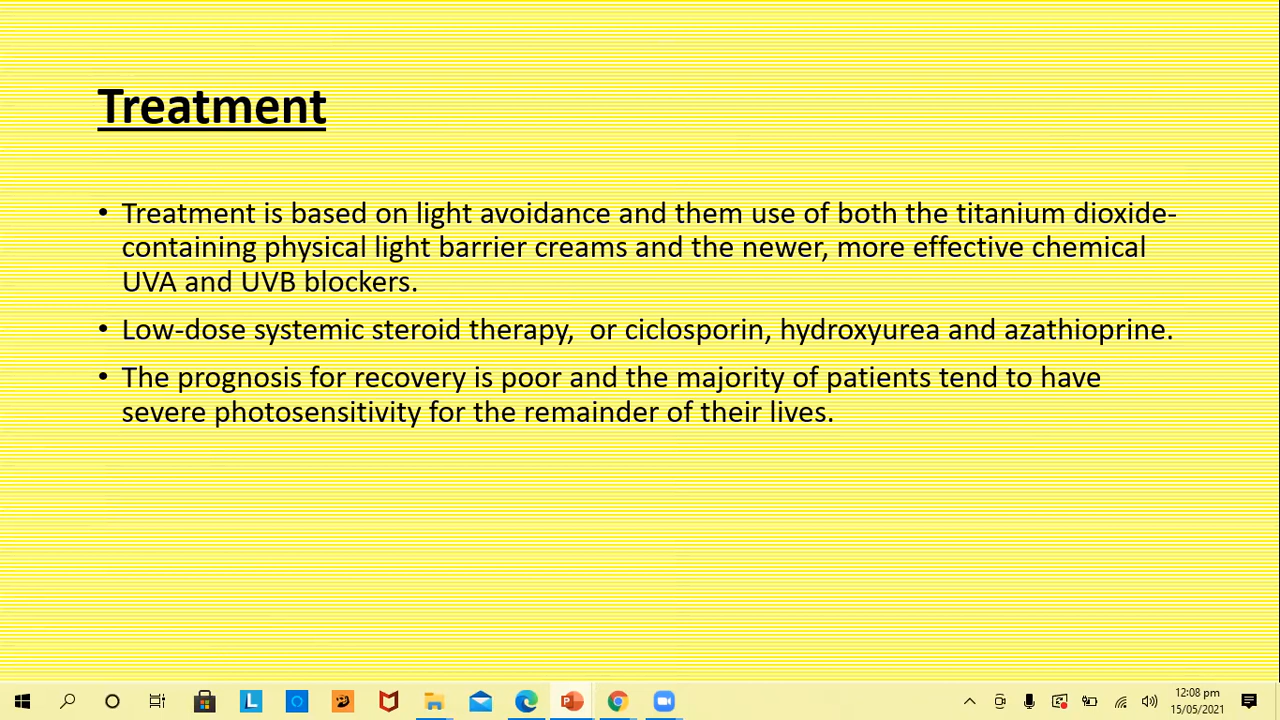 Treatment
• Treatment is based on light avoidance and them use of both the titanium dioxide-
containing physical light barrier creams and the newer, more effective chemical
UVA and UVB blockers.
• Low-dose systemic steroid therapy,  or ciclosporin, hydroxyurea and azathioprine.
• The prognosis for recovery is poor and the majority of patients tend to have
severe photosensitivity for the remainder of their lives.
L
12:08 pm
15/05/2021